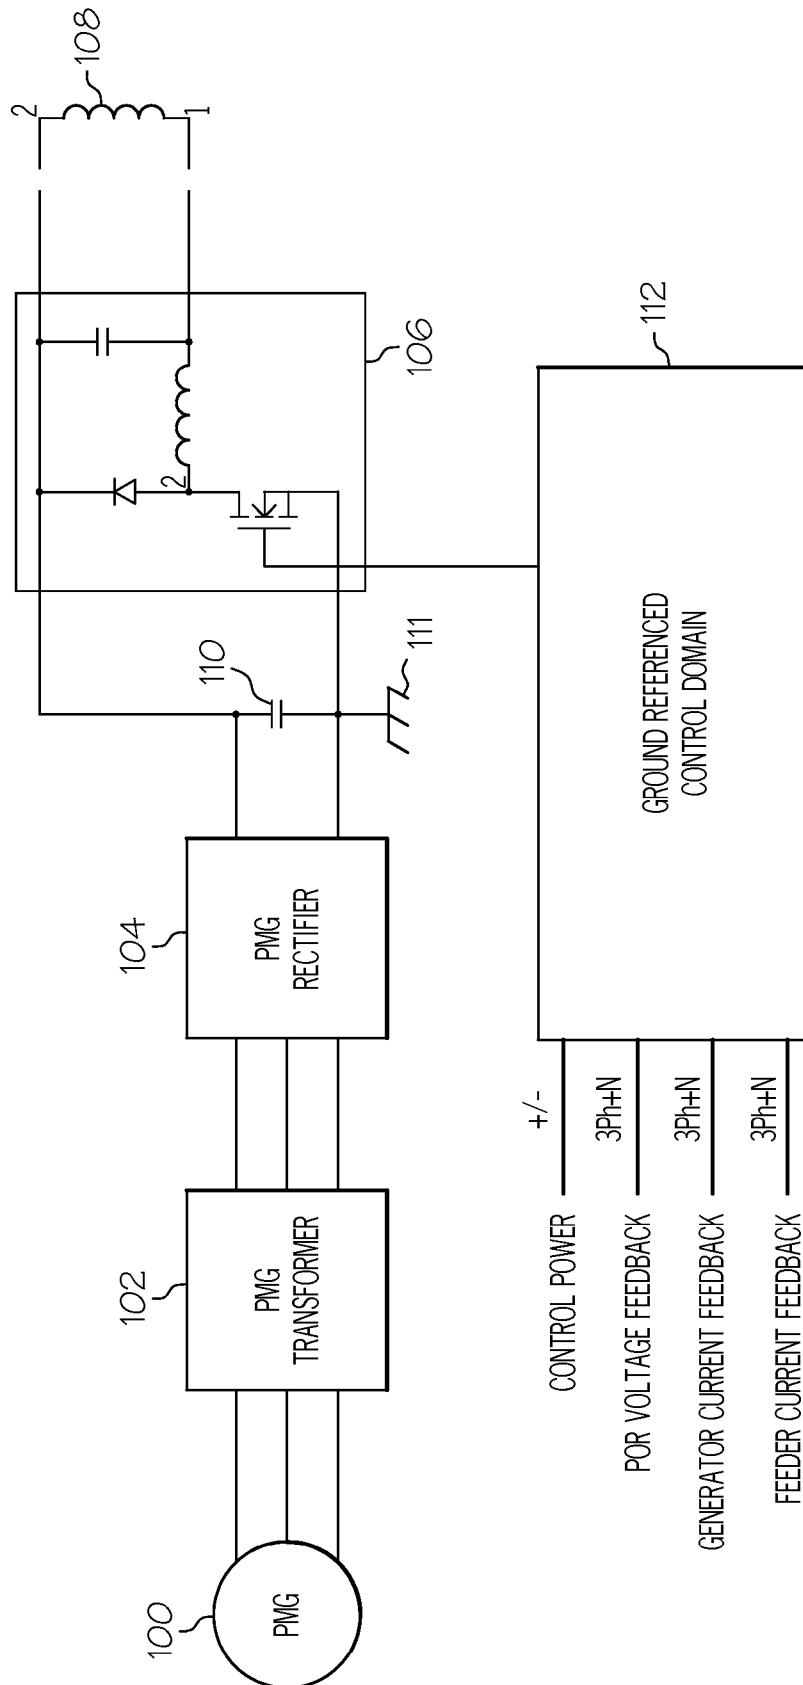 100
PMG
102
PMG
TRANSFORMER
104
PMG
RECTIFIER
110
111
106
2
2
1
108
112
GROUND REFERENCED
CONTROL DOMAIN
CONTROL POWER
+/-
POR VOLTAGE FEEDBACK
3Ph+N
GENERATOR CURRENT FEEDBACK
3Ph+N
FEEDER CURRENT FEEDBACK
3Ph+N